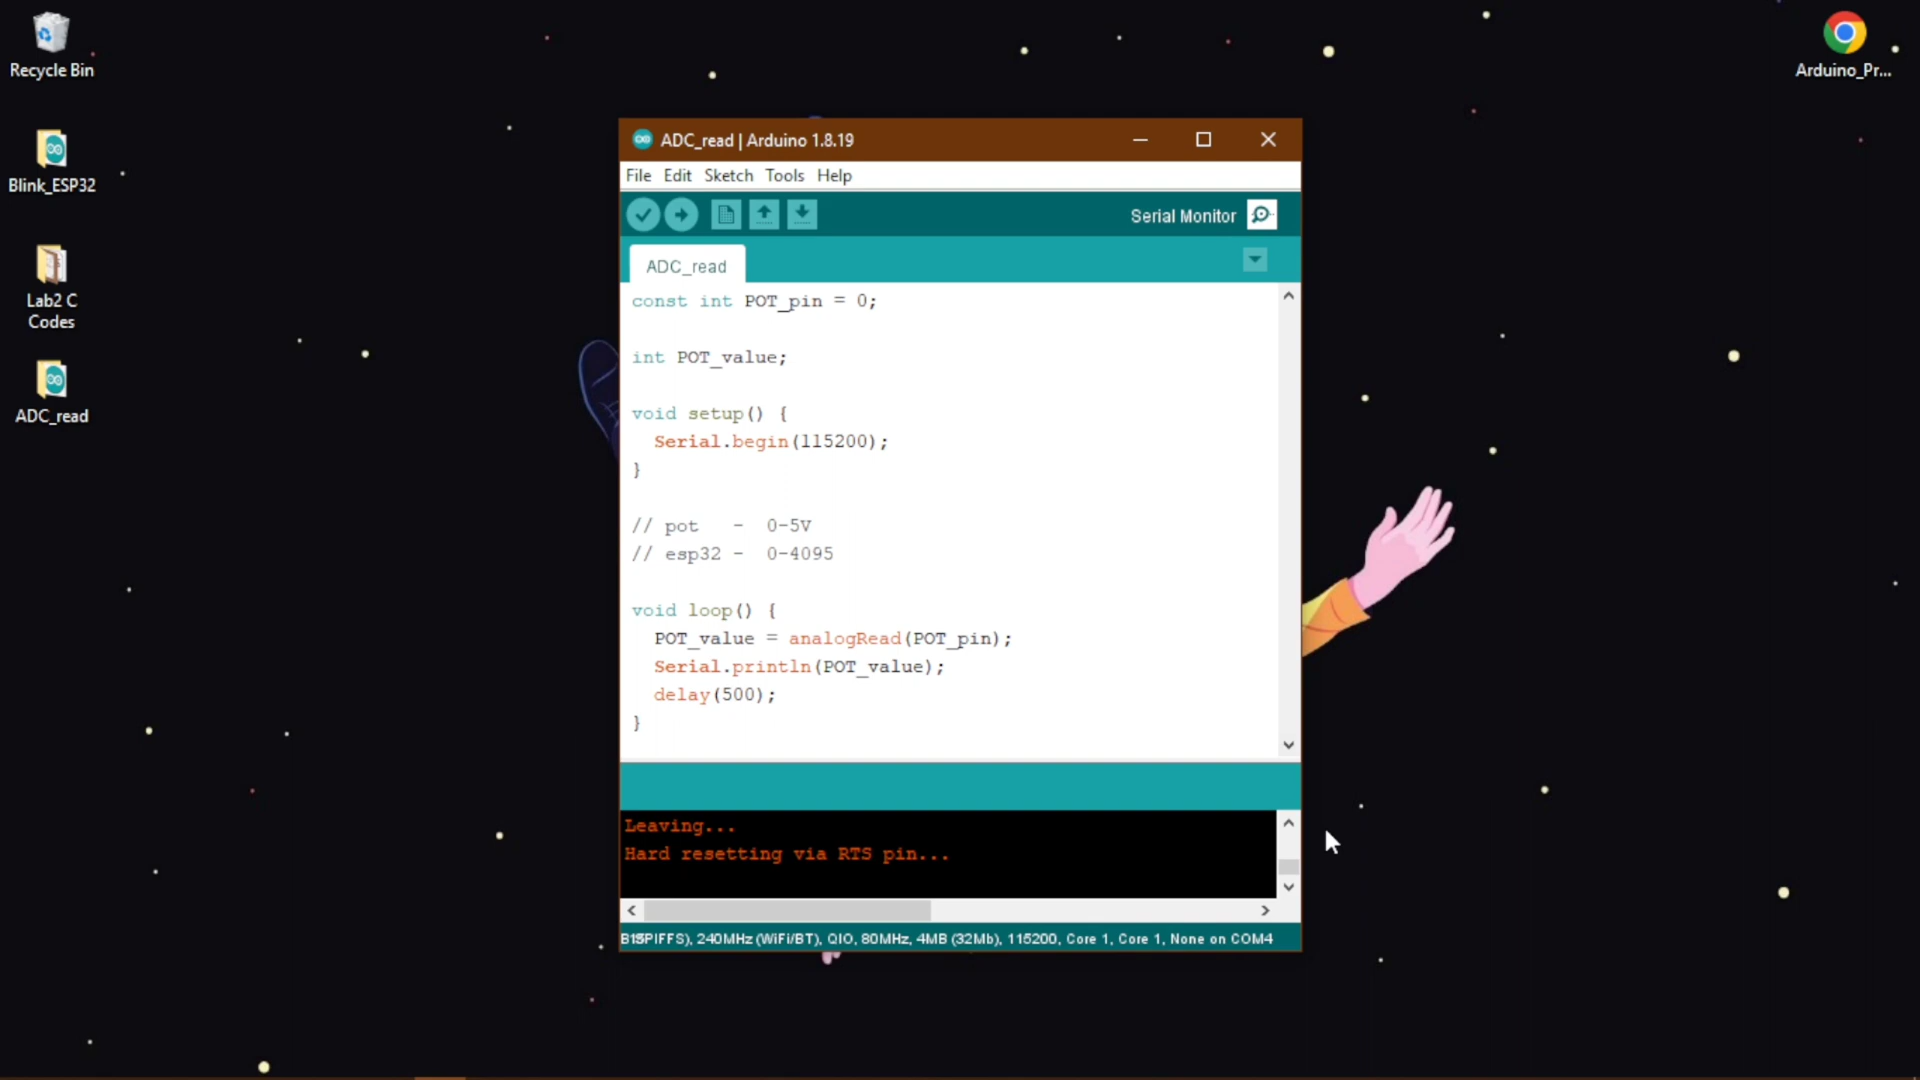 Recycle Bin
Blink_ESP32
Lab2 C
Codes
ADC_read
Arduino_Pr...
ADC_read | Arduino 1.8.19
File Edit Sketch Tools Help
Serial Monitor
ADC_read
const int POT_pin = 0;
int POT_value;
void setup() {
Serial.begin(115200);
}
// pot   -  0-5V
// esp32 -  0-4095
void loop() {
POT_value = analogRead(POT_pin);
Serial.println(POT_value);
delay(500);
}
Leaving...
Hard resetting via RTS pin...
PIFFS), 240MHz (WiFi/BT), QIO, 80MHz, 4MB (32Mb), 115200, Core 1, Core 1, None on COM4